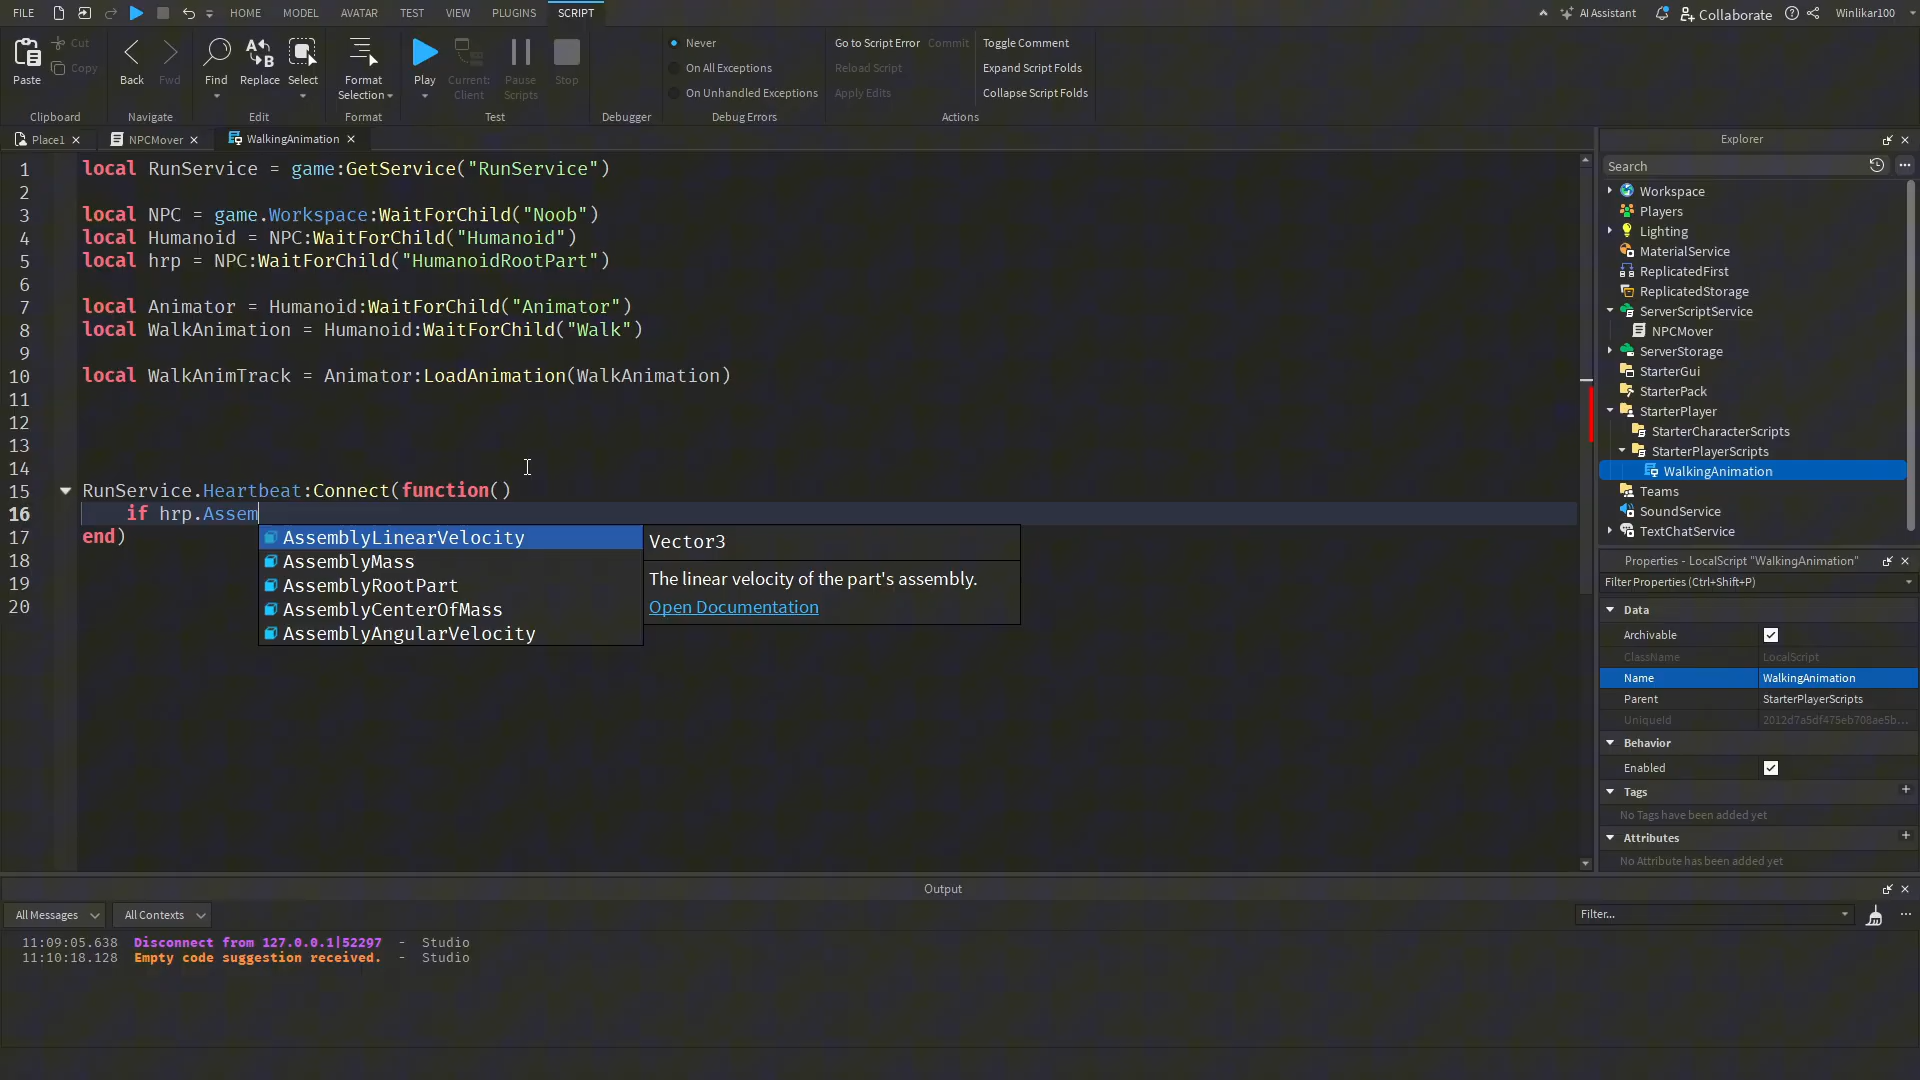 FILE HOME MODEL AVATAR TEST VIEW PLUGINS SCRIPT AI Assistant Collaborate Winlikar100
Paste Cut Copy
Back Fwd
Find Replace Select
Format Selection
Play Current: Client Pause Scripts Stop
Never
On All Exceptions
On Unhandled Exceptions
Go to Script Error Commit
Reload Script
Apply Edits
Toggle Comment
Expand Script Folds
Collapse Script Folds
Clipboard Navigate Edit Format Test Debugger Debug Errors Actions
Place1 NPCMover WalkingAnimation
1 local RunService = game:GetService("RunService")
2
3 local NPC = game.Workspace:WaitForChild("Noob")
4 local Humanoid = NPC:WaitForChild("Humanoid")
5 local hrp = NPC:WaitForChild("HumanoidRootPart")
6
7 local Animator = Humanoid:WaitForChild("Animator")
8 local WalkAnimation = Humanoid:WaitForChild("Walk")
9
10 local WalkAnimTrack = Animator:LoadAnimation(WalkAnimation)
11
12
13
14
15 RunService.Heartbeat:Connect(function()
16 if hrp.Assem
17 end)
18
19
20
AssemblyLinearVelocity
AssemblyMass
AssemblyRootPart
AssemblyCenterOfMass
AssemblyAngularVelocity
Vector3
The linear velocity of the part's assembly.
Open Documentation
Explorer
Search
Workspace
Players
Lighting
MaterialService
ReplicatedFirst
ReplicatedStorage
ServerScriptService
NPCMover
ServerStorage
StarterGui
StarterPack
StarterPlayer
StarterCharacterScripts
StarterPlayerScripts
WalkingAnimation
Teams
SoundService
TextChatService
Properties - LocalScript "WalkingAnimation"
Filter Properties (Ctrl+Shift+P)
Data
Archivable
ClassName LocalScript
Name WalkingAnimation
Parent StarterPlayerScripts
UniqueId 2012d7a5df475eb708ae5b...
Behavior
Enabled
Tags
No Tags have been added yet
Attributes
No Attribute has been added yet
Output
All Messages All Contexts Filter...
11:09:05.638 Disconnect from 127.0.0.1|52297 - Studio
11:10:18.128 Empty code suggestion received. - Studio